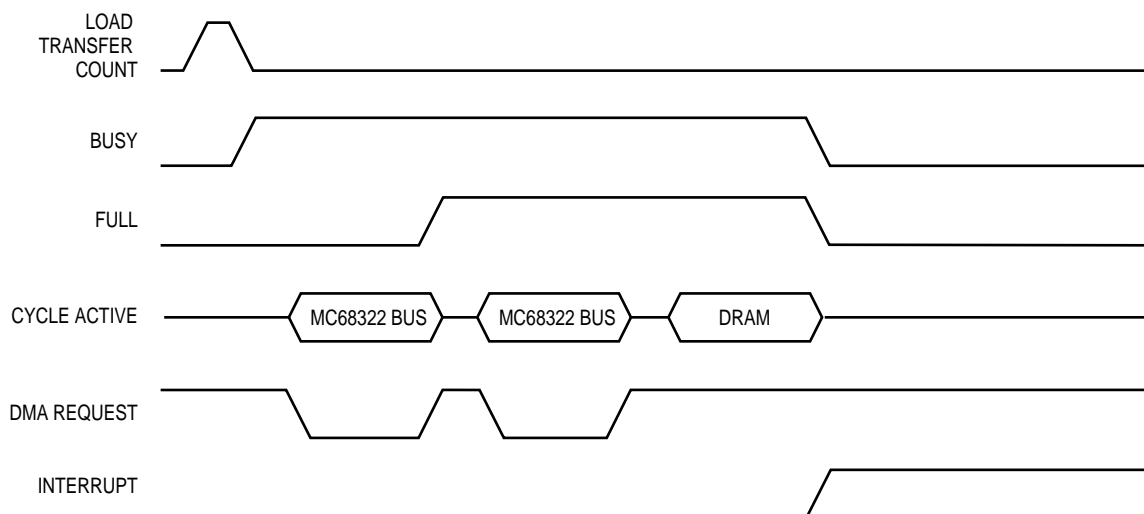 LOAD
TRANSFER
COUNT
BUSY
FULL
CYCLE ACTIVE
MC68322 BUS
MC68322 BUS
DRAM
DMA REQUEST
INTERRUPT